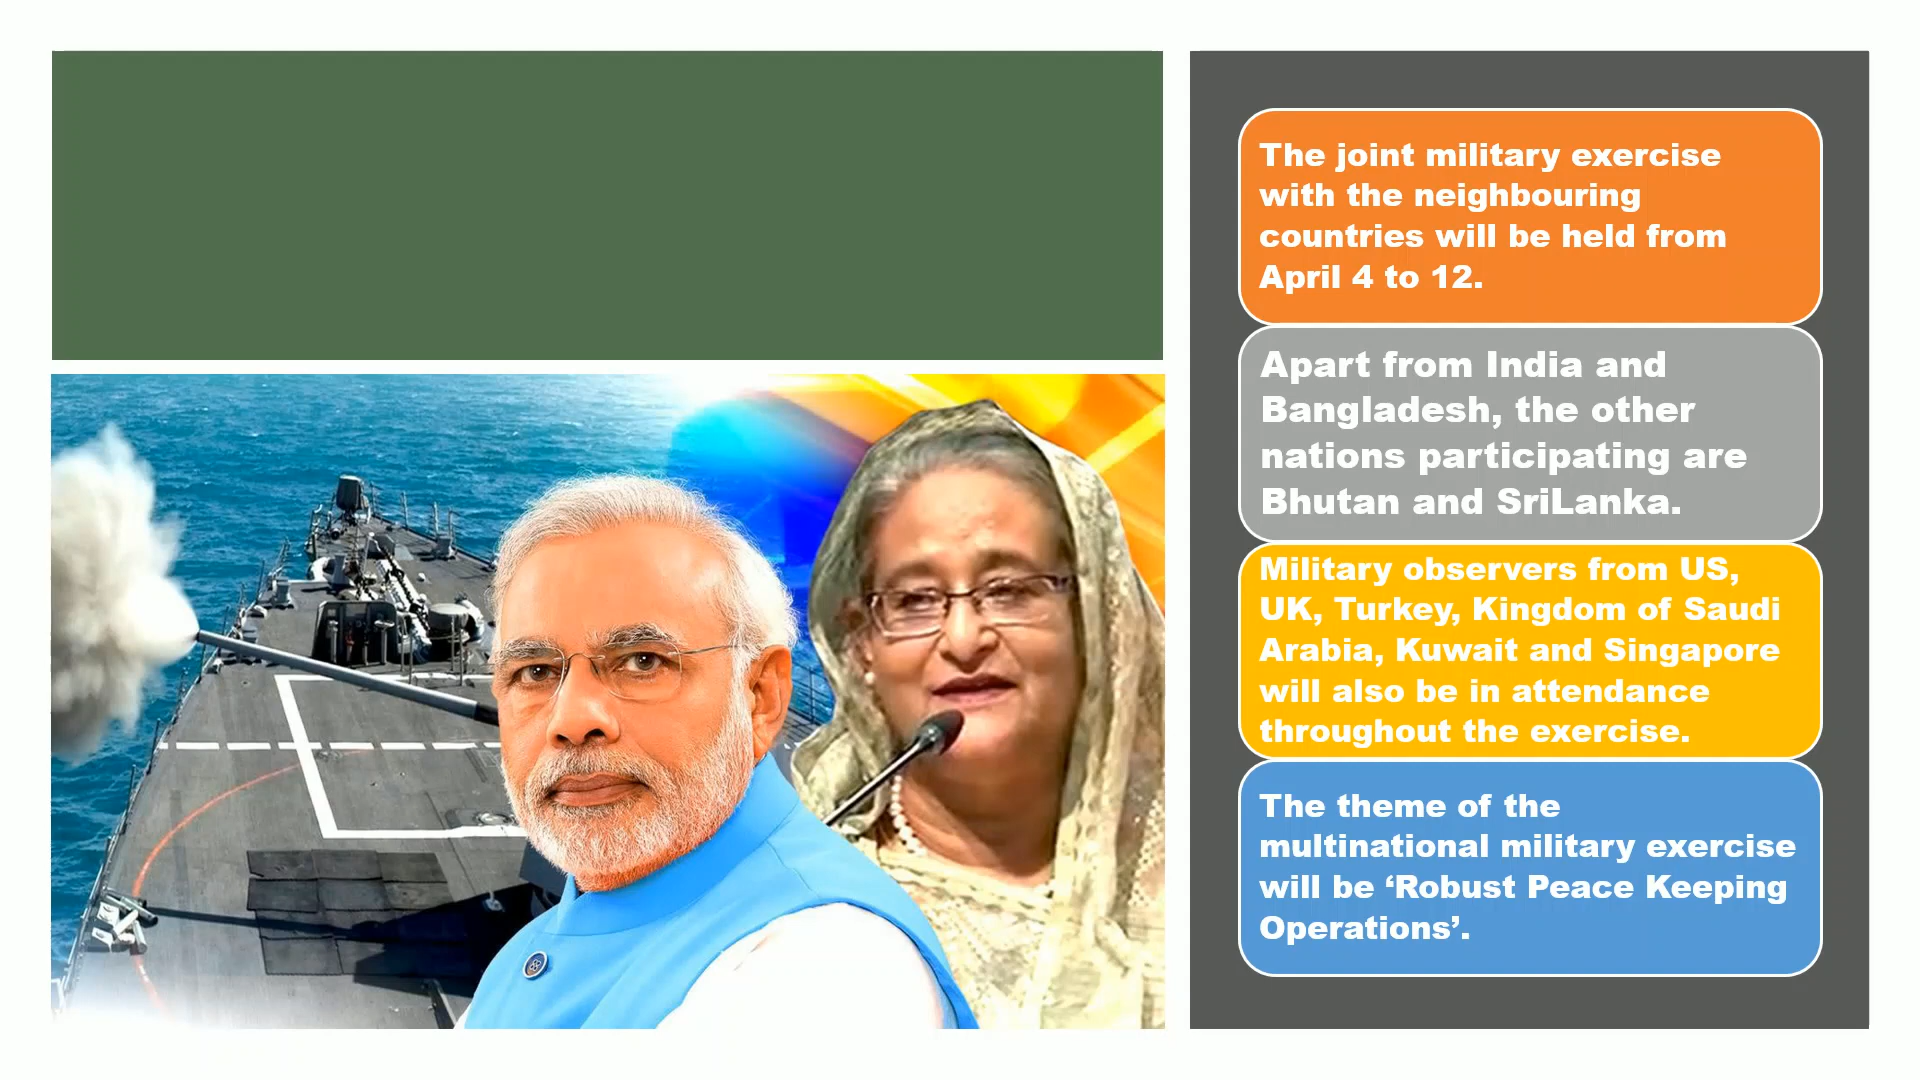 The joint military exercise
with the neighbouring
countries will be held from
April 4 to 12.
Apart from India and
Bangladesh, the other
nations participating are
Bhutan and SriLanka.
Military observers from US,
UK, Turkey, Kingdom of Saudi
Arabia, Kuwait and Singapore
will also be in attendance
throughout the exercise.
The theme of the
multinational military exercise
will be ‘Robust Peace Keeping
Operations’.